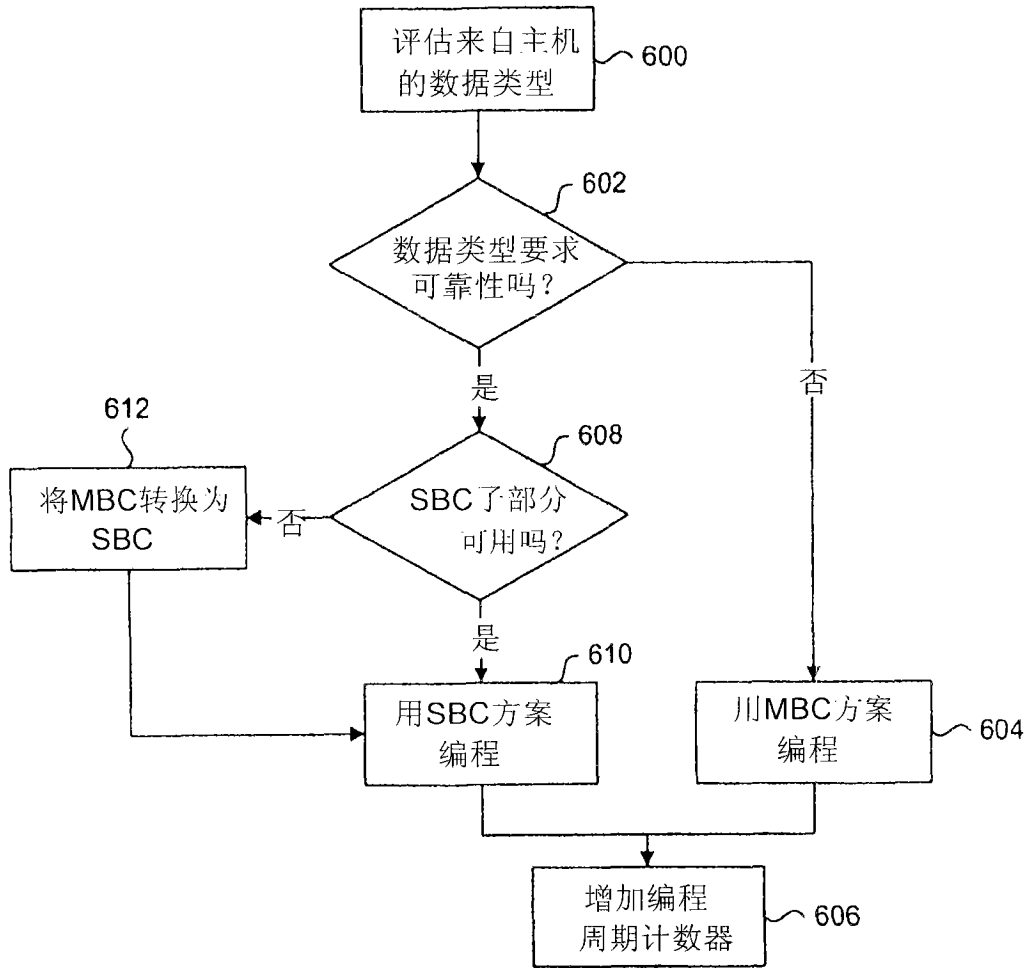 评估来自主机
的数据类型
600
602
数据类型要求
可靠性吗？
是
否
612
608
将MBC转换为
SBC
否
SBC子部分
可用吗？
是
610
用SBC方案
编程
用MBC方案
编程
604
增加编程
周期计数器
606